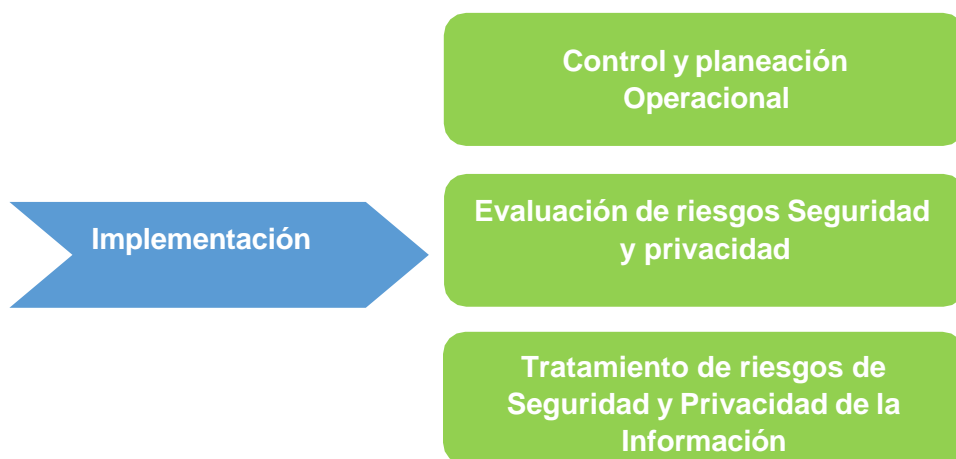 Control y planeación
Operacional
Implementación
Evaluación de riesgos Seguridad
y privacidad
Tratamiento de riesgos de
Seguridad y Privacidad de la
Información